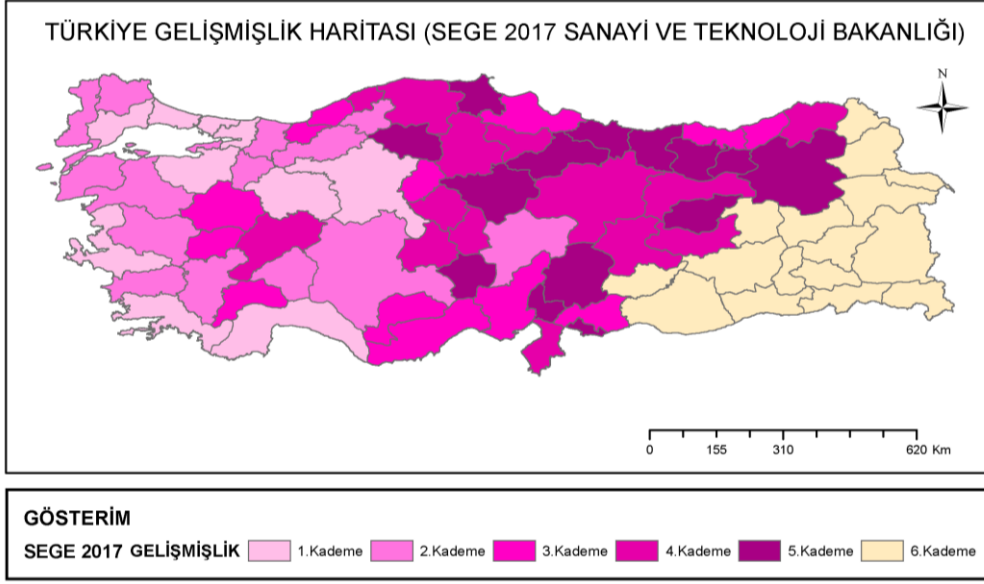 TÜRKİYE GELİŞMİŞLİK HARİTASI (SEGE 2017 SANAYİ VE TEKNOLOJİ BAKANLIĞI)
N
0 155 310 620 Km
GÖSTERİM
SEGE 2017 GELİŞMİŞLİK 1.Kademe 2.Kademe 3.Kademe 4.Kademe 5.Kademe 6.Kademe